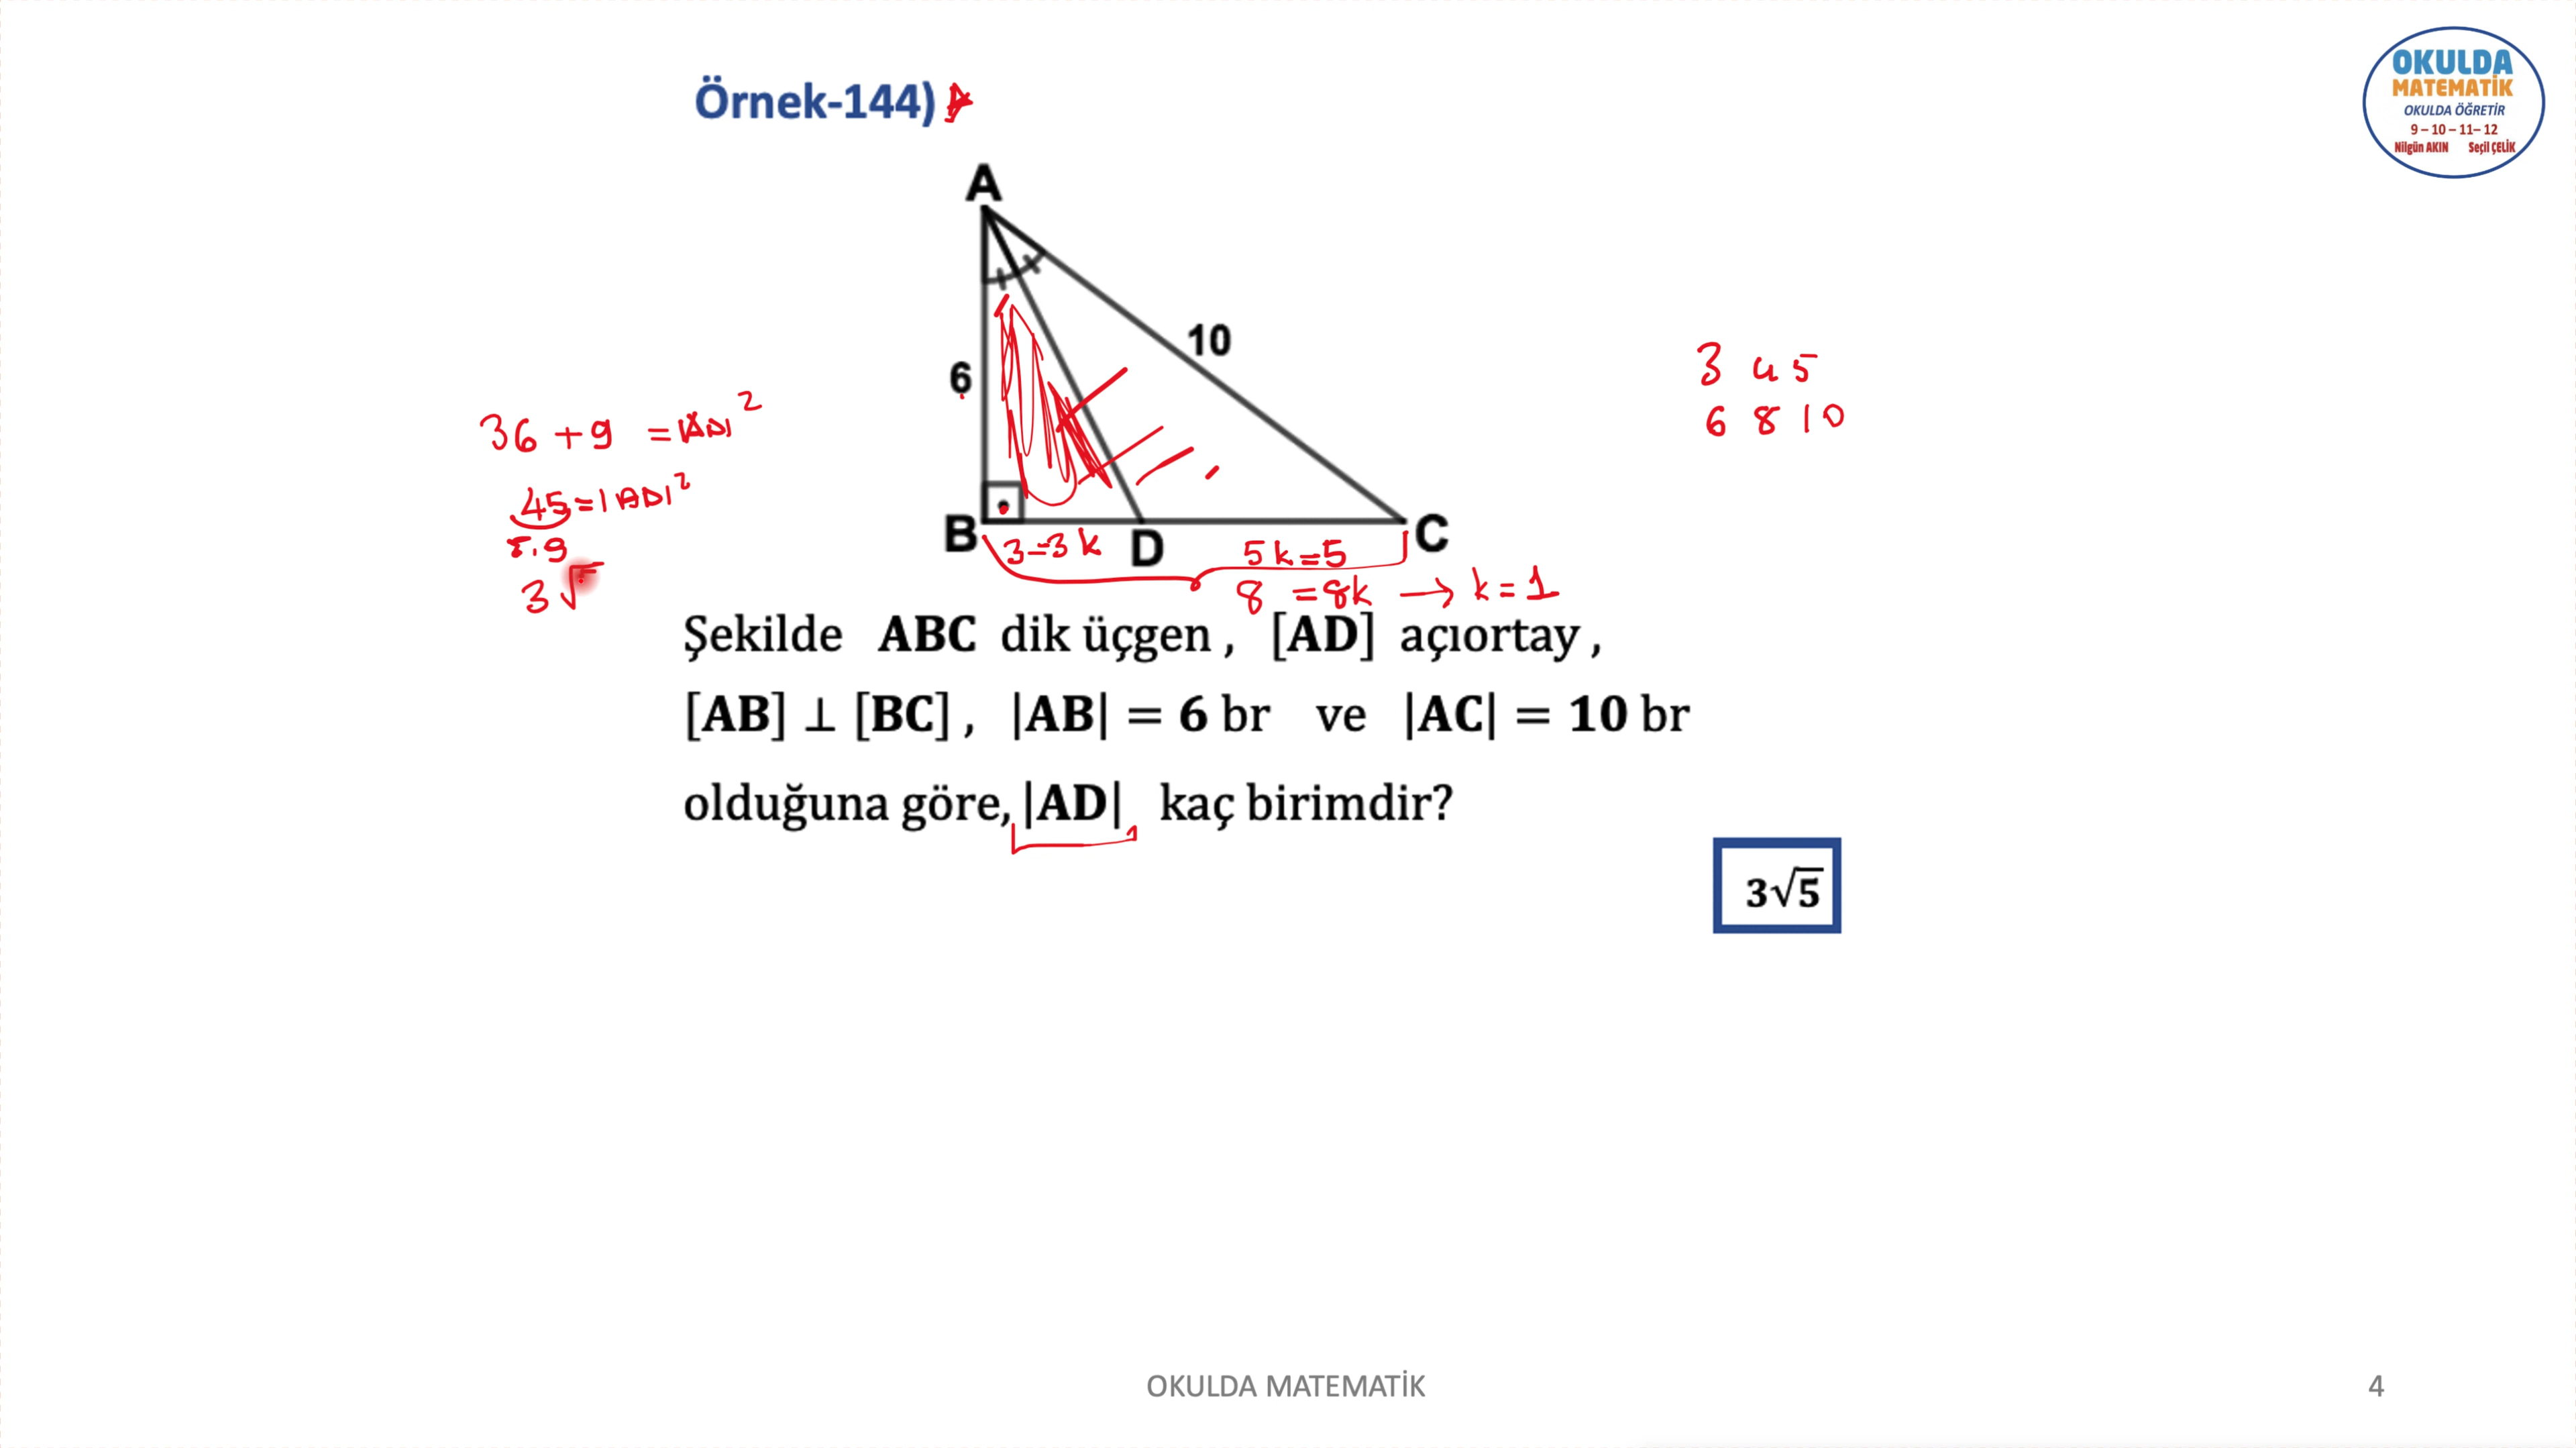 OKULDA
MATEMATİK
OKULDA ÖĞRETİR
9 – 10 – 11– 12
Nilgün AKIN Seçil ÇELİK
Örnek-144)
A
10
6
3 4 5
6 8 10
36 + 9 = |AD|²
45 = |AD|²
5.9
3√
B
D
C
3=3k
5k=5
8 = 8k → k = 1
Şekilde ABC dik üçgen , [AD] açıortay ,
[AB] ⊥ [BC] , |AB| = 6 br ve |AC| = 10 br
olduğuna göre, |AD| kaç birimdir?
3√5
OKULDA MATEMATİK
4